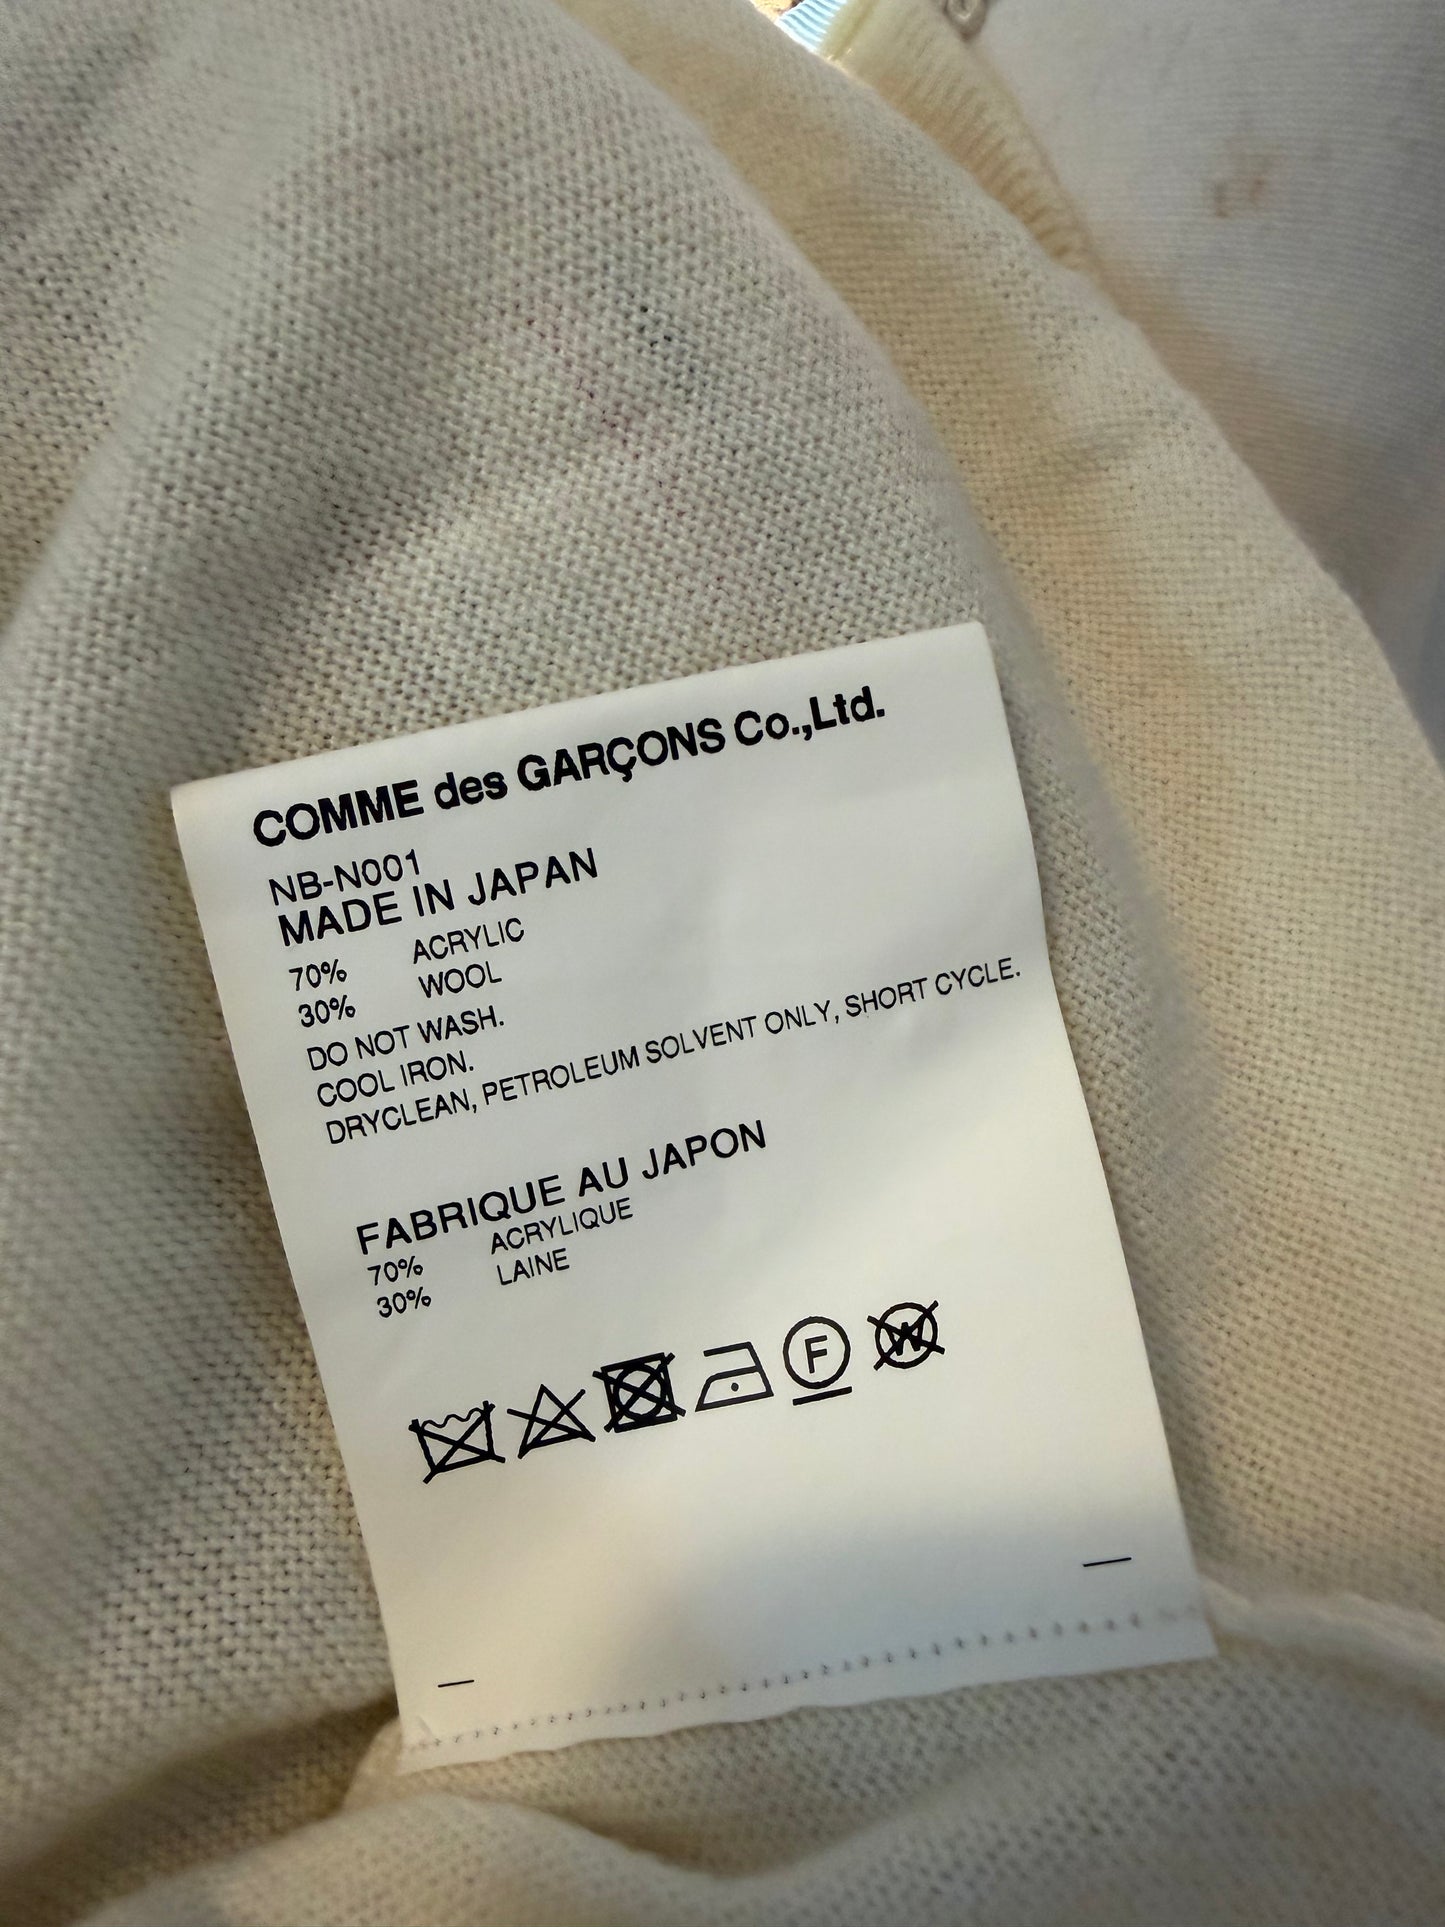 COMME des GARÇONS Co.,Ltd.
NB-N001
MADE IN JAPAN
70% ACRYLIC
30% WOOL
DO NOT WASH.
COOL IRON.
DRYCLEAN, PETROLEUM SOLVENT ONLY, SHORT CYCLE.
FABRIQUE AU JAPON
70% ACRYLIQUE
30% LAINE
F W